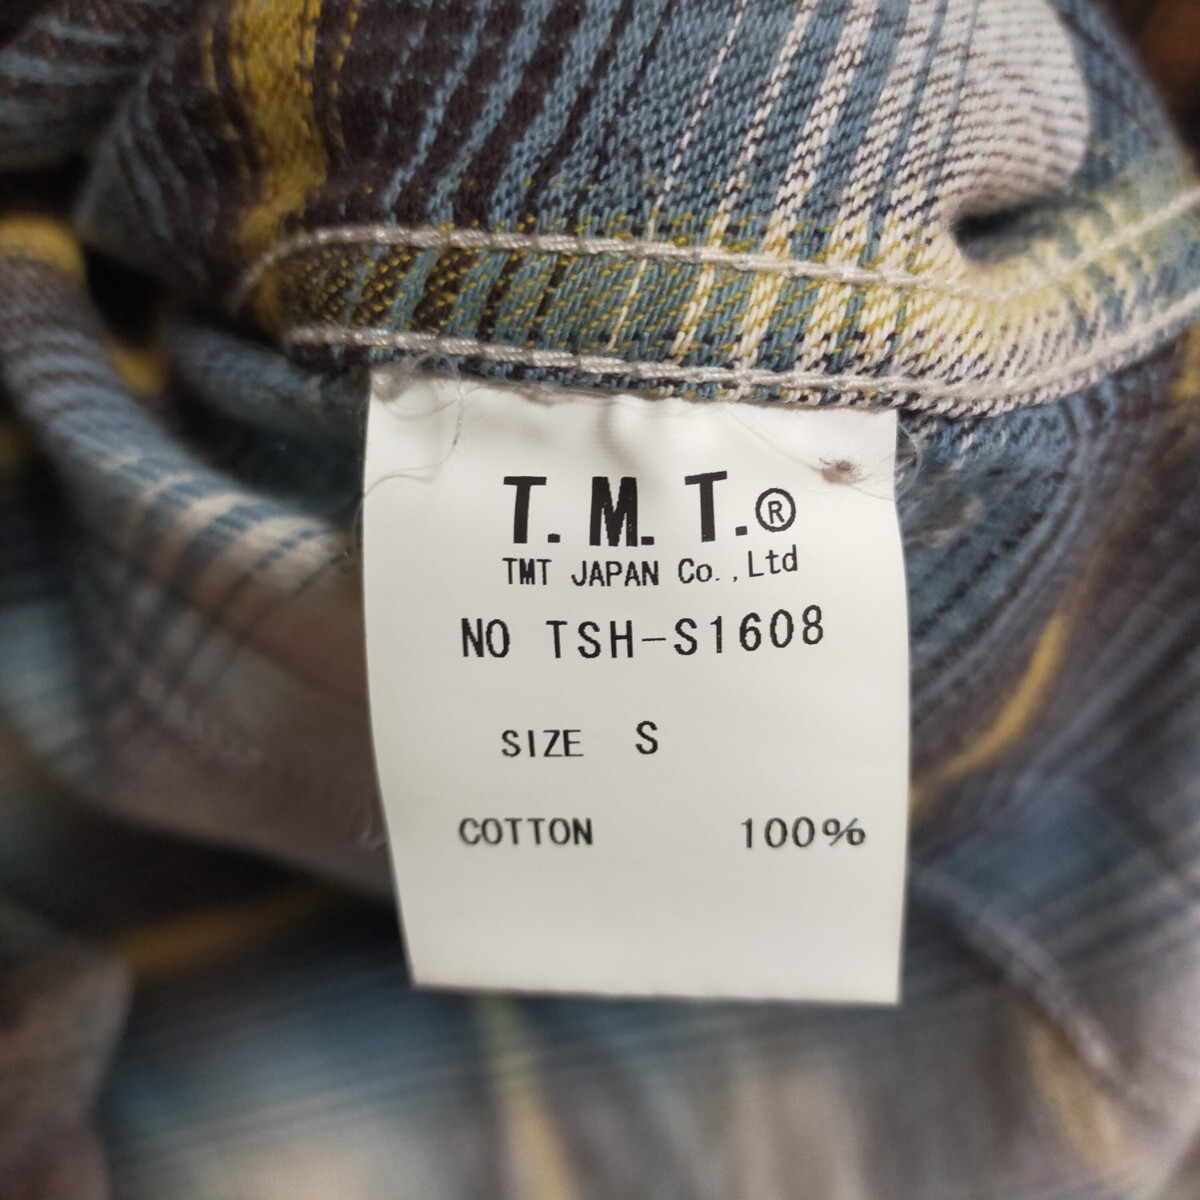 T.M.T.®
TMT JAPAN Co.,Ltd
NO TSH-S1608
SIZE S
COTTON 100%